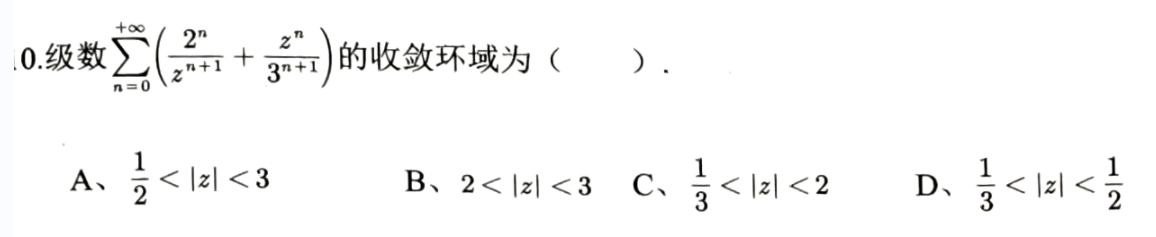 .0.级数 $\sum_{n=0}^{+\infty}\left(\frac{2^n}{z^{n+1}}+\frac{z^n}{3^{n+1}}\right)$ 的收敛环域为（　　）.
A、$\frac{1}{2}<|z|<3$　B、$2<|z|<3$　C、$\frac{1}{3}<|z|<2$　D、$\frac{1}{3}<|z|<\frac{1}{2}$